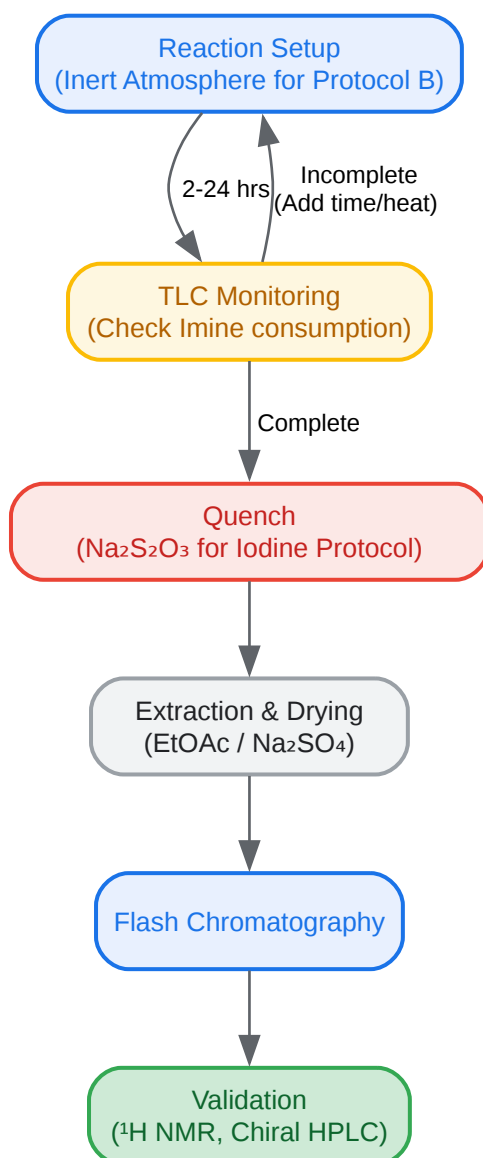 Reaction Setup
(Inert Atmosphere for Protocol B)
2-24 hrs
Incomplete
(Add time/heat)
TLC Monitoring
(Check Imine consumption)
Complete
Quench
(Na₂S₂O₃ for Iodine Protocol)
Extraction & Drying
(EtOAc / Na₂SO₄)
Flash Chromatography
Validation
(¹H NMR, Chiral HPLC)